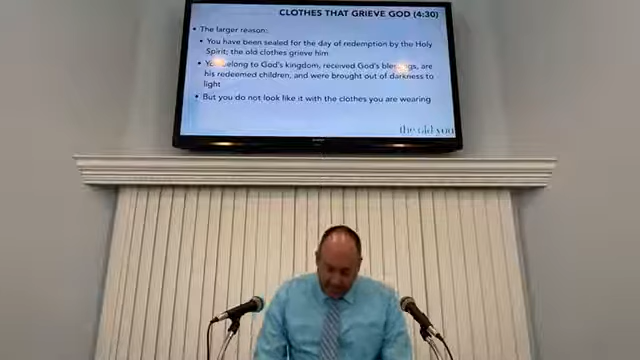 CLOTHES THAT GRIEVE GOD (4:30)
• The larger reason:
• You have been sealed for the day of redemption by the Holy
Spirit; the old clothes grieve him
• You belong to God's kingdom, received God's blessings, are
his redeemed children, and were brought out of darkness to
light
• But you do not look like it with the clothes you are wearing
the old you